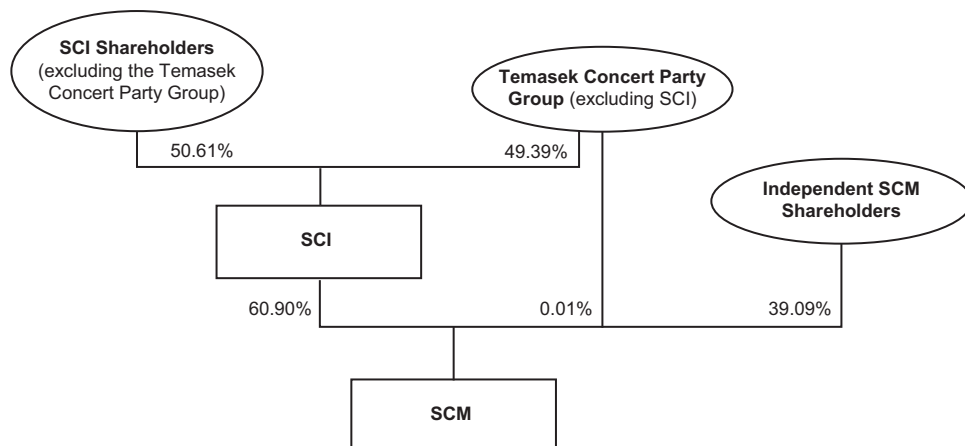 SCI Shareholders
(excluding the Temasek
Concert Party Group)
Temasek Concert Party
Group (excluding SCI)
50.61%
49.39%
Independent SCM
Shareholders
SCI
60.90%
0.01%
39.09%
SCM